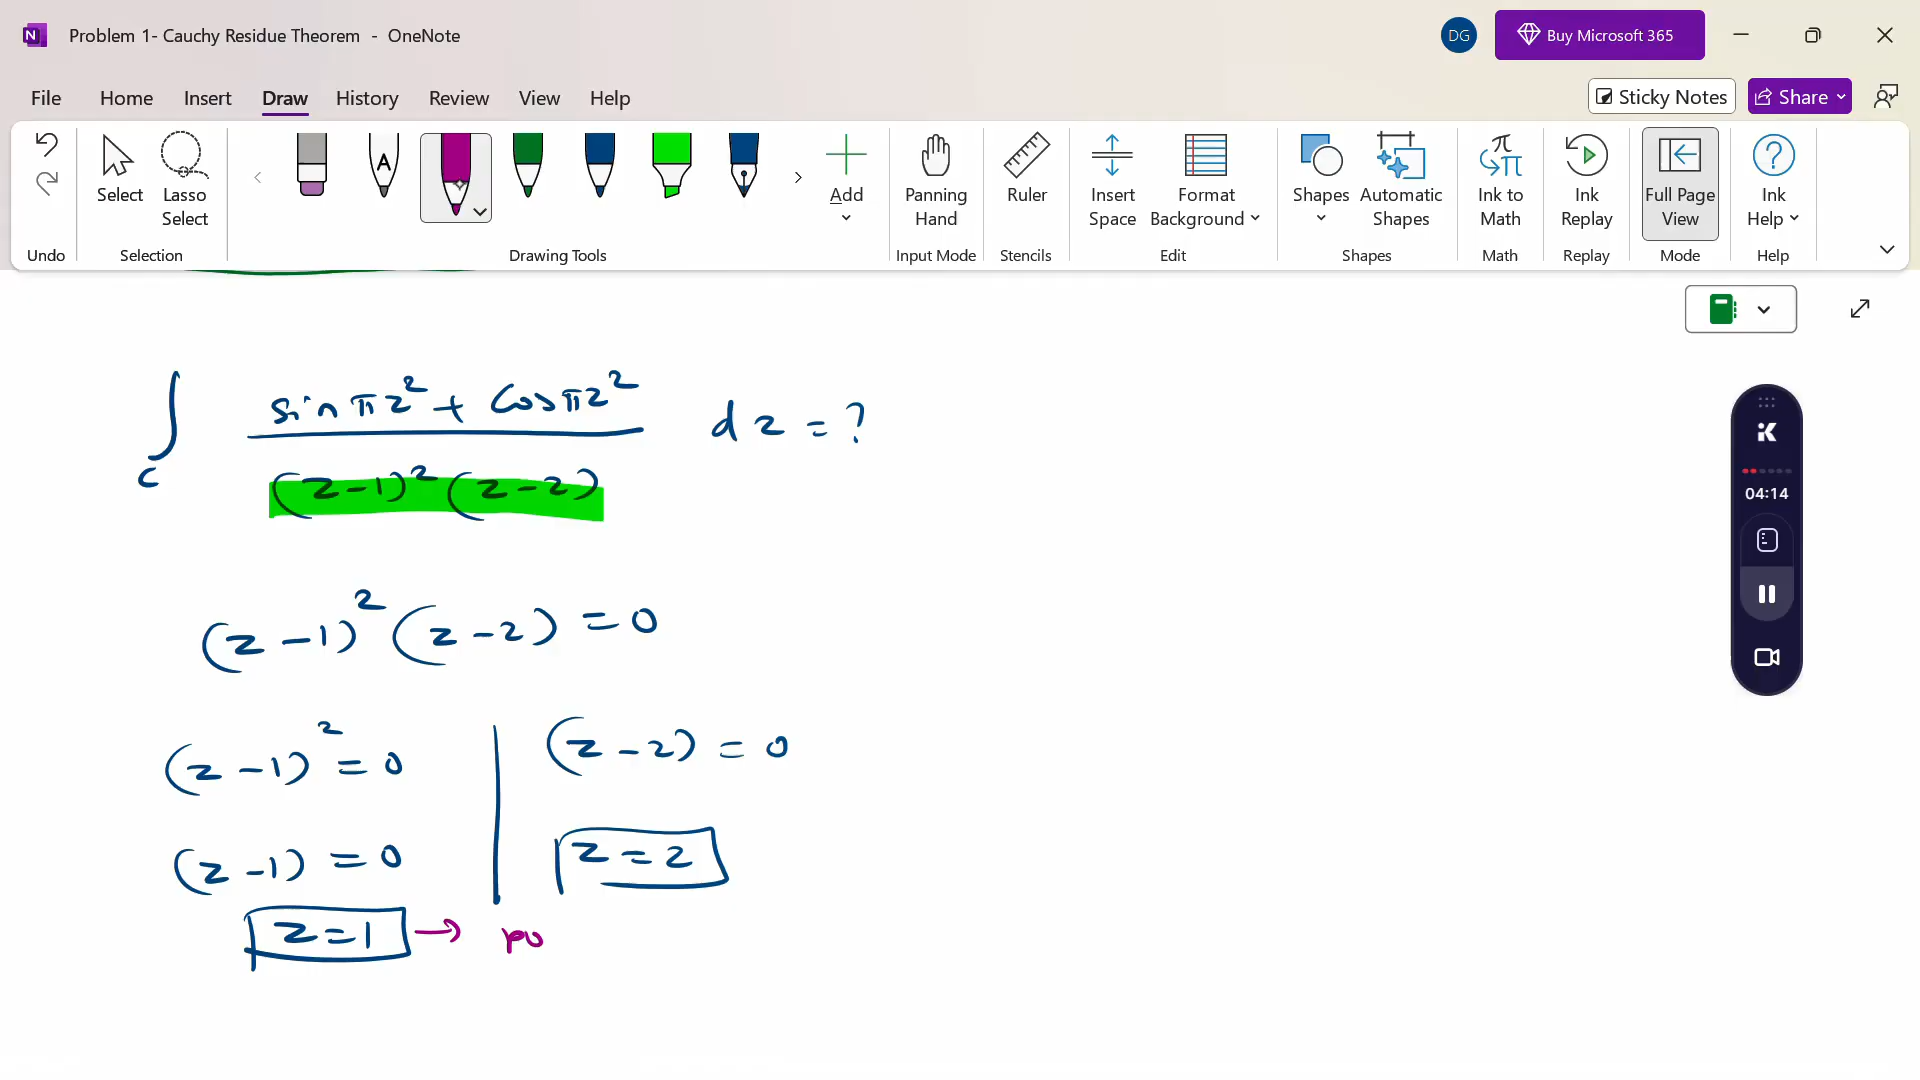 Problem 1- Cauchy Residue Theorem - OneNote
DG
Buy Microsoft 365
File Home Insert Draw History Review View Help
Sticky Notes
Share
Undo
Select
Lasso Select
Selection
A
Drawing Tools
Add
Panning Hand
Input Mode
Ruler
Stencils
Insert Space
Format Background
Edit
Shapes
Automatic Shapes
Shapes
Ink to Math
Math
Ink Replay
Replay
Full Page View
Mode
Ink Help
Help
04:14
∫_C (sin πz² + cos πz²) / ((z-1)² (z-2)) dz = ?
(z-1)² (z-2) = 0
(z-1)² = 0
(z-1) = 0
z = 1 → po
(z-2) = 0
z = 2